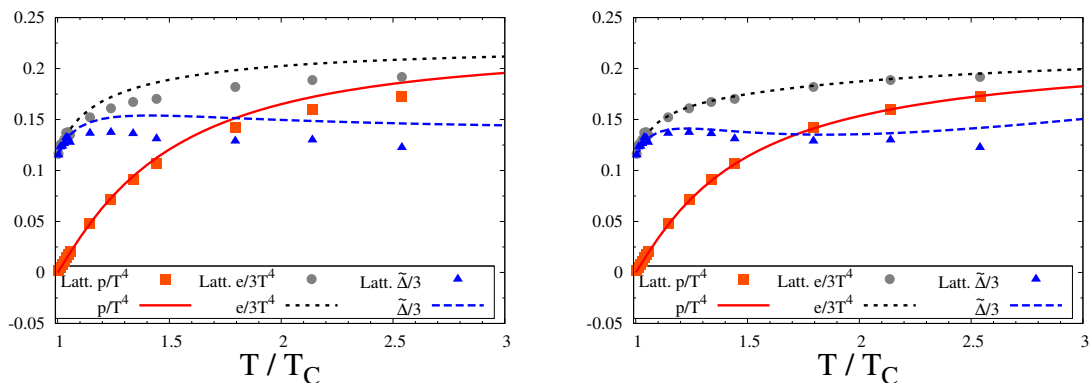 0.25
0.2
0.15
0.1
0.05
0
-0.05
Latt. p/T⁴ Latt. e/3T⁴ Latt. Δ̃/3
p/T⁴ e/3T⁴ Δ̃/3
1 1.5 2 2.5 3
T / T_C
0.25
0.2
0.15
0.1
0.05
0
-0.05
Latt. p/T⁴ Latt. e/3T⁴ Latt. Δ̃/3
p/T⁴ e/3T⁴ Δ̃/3
1 1.5 2 2.5 3
T / T_C